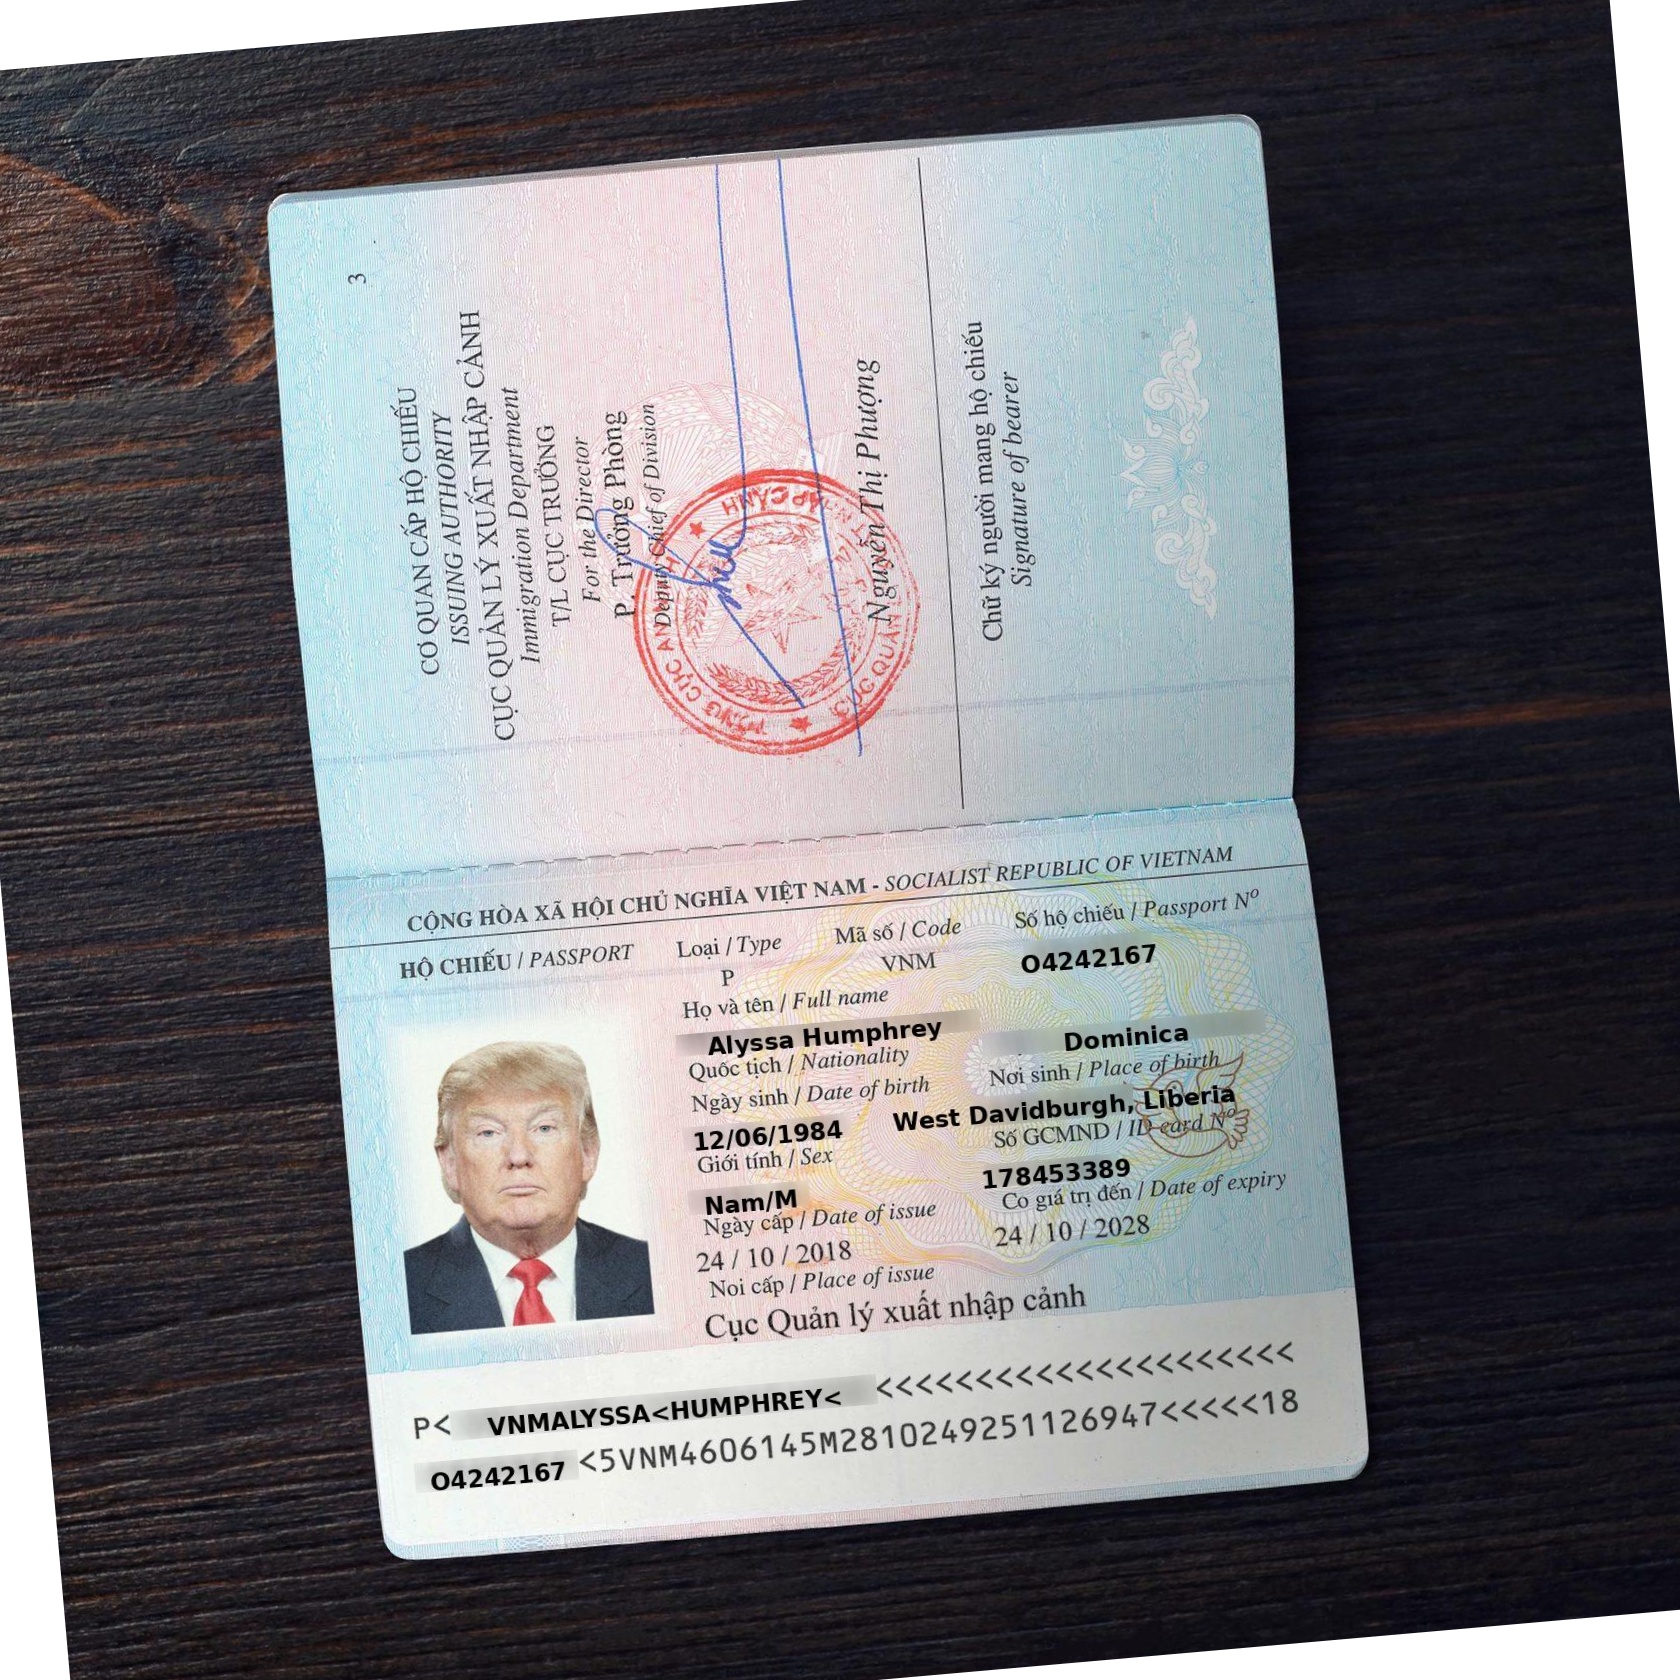 3
CƠ QUAN CẤP HỘ CHIẾU
ISSUING AUTHORITY
CỤC QUẢN LÝ XUẤT NHẬP CẢNH
Immigration Department
T/L CỤC TRƯỞNG
For the Director
P. Trưởng Phòng
Deputy Chief of Division
Nguyễn Thị Phượng
Chữ ký người mang hộ chiếu
Signature of bearer
CỘNG HÒA XÃ HỘI CHỦ NGHĨA VIỆT NAM - SOCIALIST REPUBLIC OF VIETNAM
HỘ CHIẾU / PASSPORT Loại / Type Mã số / Code Số hộ chiếu / Passport Nº
P VNM O4242167
Họ và tên / Full name
Alyssa Humphrey Dominica
Quốc tịch / Nationality Nơi sinh / Place of birth
Ngày sinh / Date of birth West Davidburgh, Liberia
12/06/1984 Số GCMND / ID card Nº
Giới tính / Sex 178453389
Nam/M Co giá trị đến / Date of expiry
Ngày cấp / Date of issue 24 / 10 / 2028
24 / 10 / 2018
Noi cấp / Place of issue
Cục Quản lý xuất nhập cảnh
P< VNMALYSSA<HUMPHREY< <<<<<<<<<<<<<<<<<<<<<
O4242167 <5VNM4606145M2810249251126947<<<<<18